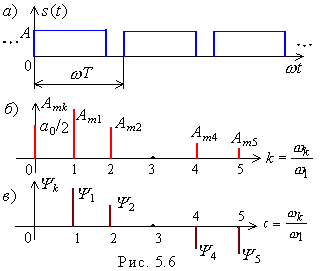 а) s(t)
A
... ...
0 ωT ωt
б) A_mk
a_0/2 A_m1 A_m2 A_m4 A_m5
0 1 2 3 4 5 k = ω_k/ω_1
в) Ψ_k Ψ_1 Ψ_2 4 5 c = ω_k/ω_1
0 1 2 3 Ψ_4 Ψ_5
Рис. 5.6